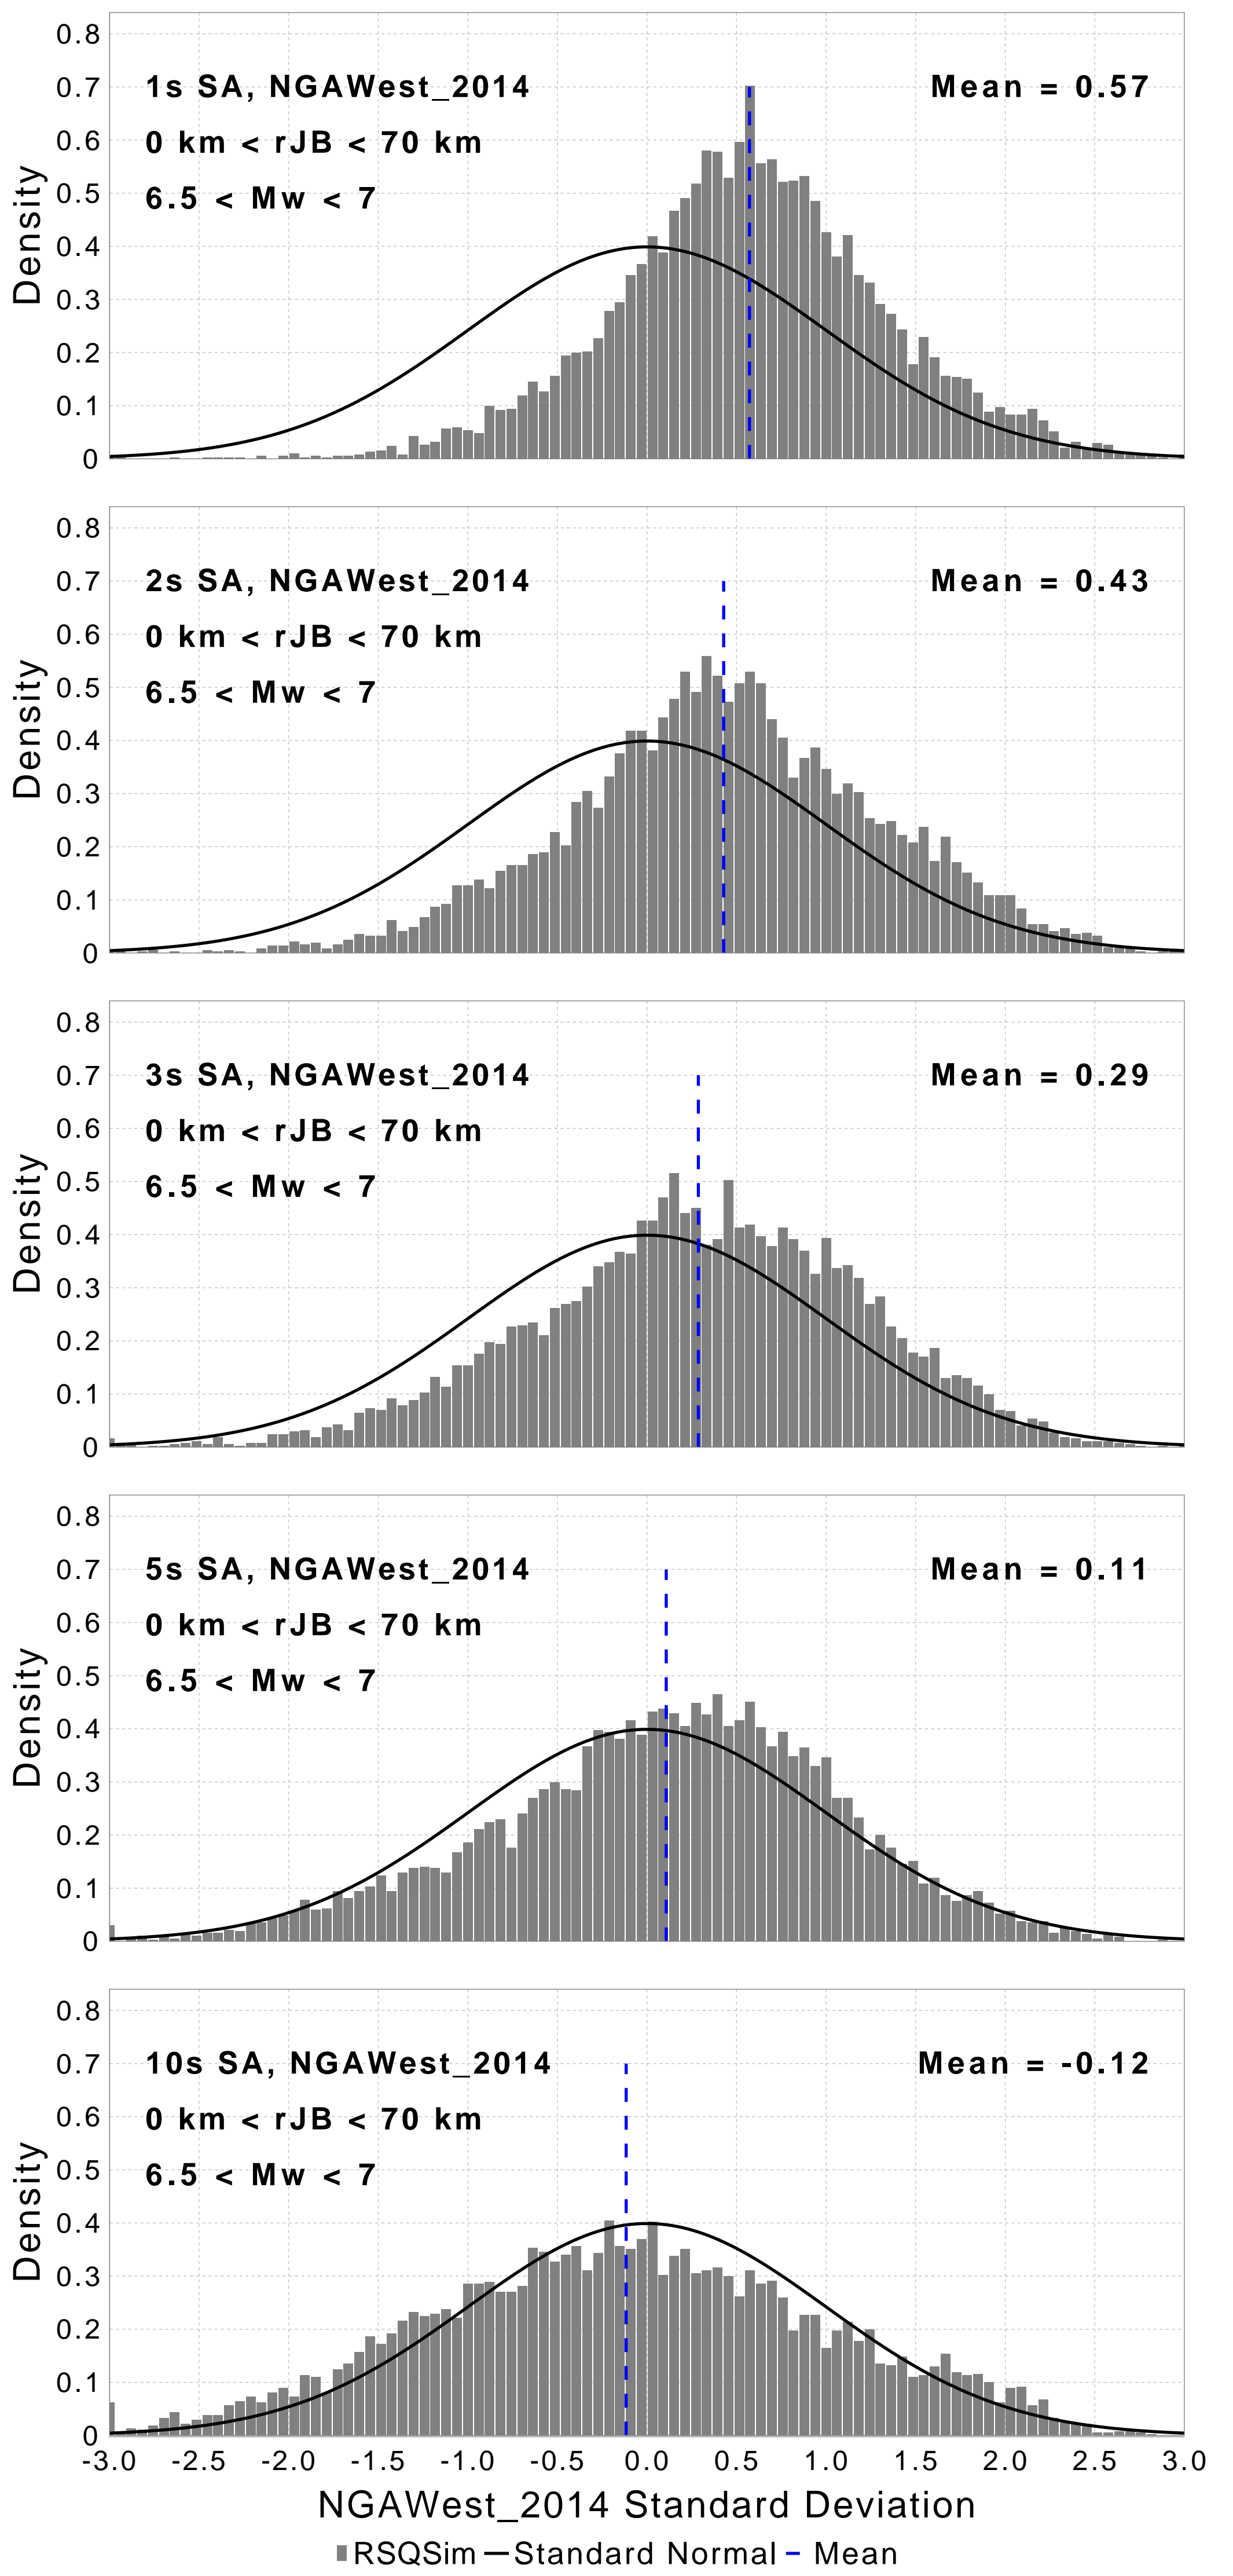 0.8
1s SA, NGAWest_2014 Mean = 0.57
0.7
0 km < rJB < 70 km
0.6
6.5 < Mw < 7
0.5
0.4
0.3
0.2
0.1
0
Density
0.8
2s SA, NGAWest_2014 Mean = 0.43
0.7
0 km < rJB < 70 km
0.6
6.5 < Mw < 7
0.5
0.4
0.3
0.2
0.1
0
Density
0.8
3s SA, NGAWest_2014 Mean = 0.29
0.7
0 km < rJB < 70 km
0.6
6.5 < Mw < 7
0.5
0.4
0.3
0.2
0.1
0
Density
0.8
5s SA, NGAWest_2014 Mean = 0.11
0.7
0 km < rJB < 70 km
0.6
6.5 < Mw < 7
0.5
0.4
0.3
0.2
0.1
0
Density
0.8
10s SA, NGAWest_2014 Mean = -0.12
0.7
0 km < rJB < 70 km
0.6
6.5 < Mw < 7
0.5
0.4
0.3
0.2
0.1
0
Density
-3.0 -2.5 -2.0 -1.5 -1.0 -0.5 0.0 0.5 1.0 1.5 2.0 2.5 3.0
NGAWest_2014 Standard Deviation
RSQSim Standard Normal Mean